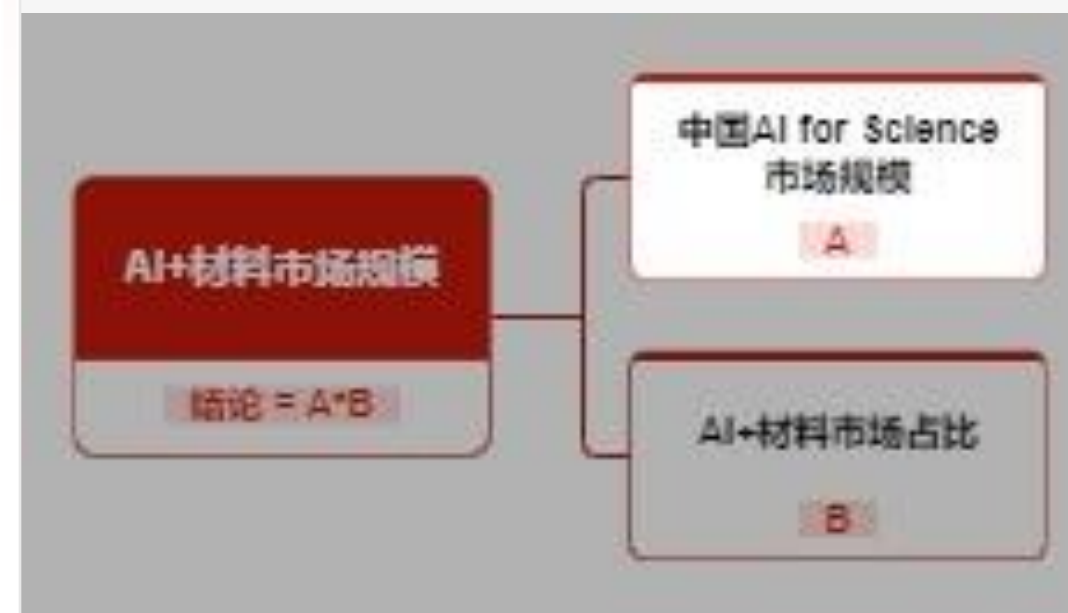 AI+材料市场规模
结论 = A*B
中国AI for Science
市场规模
A
AI+材料市场占比
B